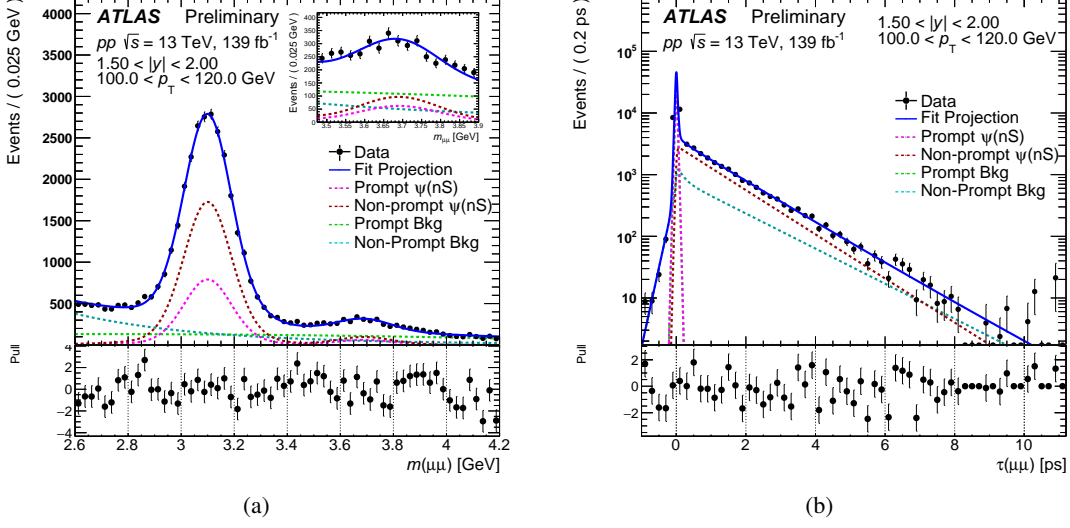 ATLAS Preliminary
pp √s = 13 TeV, 139 fb⁻¹
1.50 < |y| < 2.00
100.0 < p_T < 120.0 GeV
Events / ( 0.025 GeV )
4000
3500
3000
2500
2000
1500
1000
500
Events / ( 0.025 GeV )
400
350
300
250
200
150
100
50
0
3.5 3.55 3.6 3.65 3.7 3.75 3.8 3.85 3.9
m_μμ [GeV]
Data
Fit Projection
Prompt ψ(nS)
Non-prompt ψ(nS)
Prompt Bkg
Non-Prompt Bkg
Pull
4
2
0
−2
−4
2.6 2.8 3 3.2 3.4 3.6 3.8 4 4.2
m(μμ) [GeV]
(a)
ATLAS Preliminary
pp √s = 13 TeV, 139 fb⁻¹
1.50 < |y| < 2.00
100.0 < p_T < 120.0 GeV
Events / ( 0.2 ps )
10⁵
10⁴
10³
10²
10
Data
Fit Projection
Prompt ψ(nS)
Non-prompt ψ(nS)
Prompt Bkg
Non-Prompt Bkg
Pull
2
0
−2
0 2 4 6 8 10
τ(μμ) [ps]
(b)